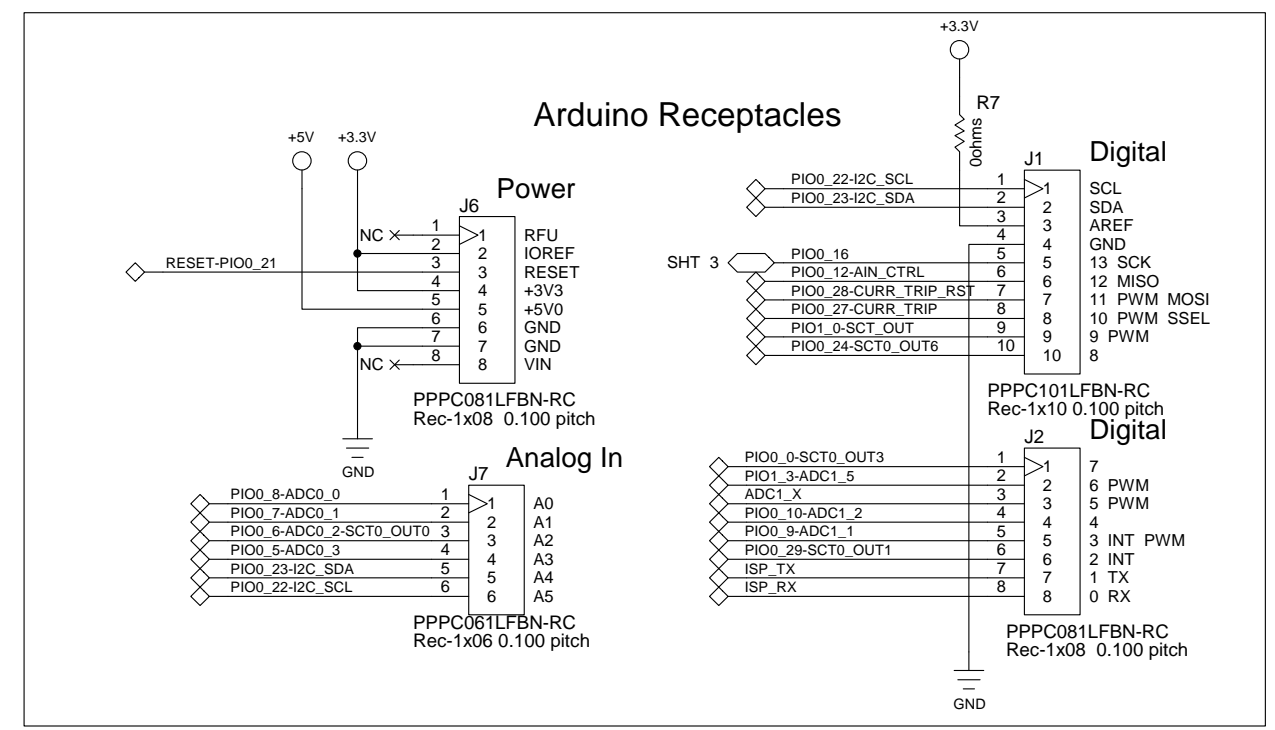 Arduino Receptacles
+5V
+3.3V
Power
J6
NC 1 1 RFU
2 2 IOREF
RESET-PIO0_21 3 3 RESET
4 4 +3V3
5 5 +5V0
6 6 GND
7 7 GND
NC 8 8 VIN
PPPC081LFBN-RC
Rec-1x08 0.100 pitch
GND
Analog In
J7
PIO0_8-ADC0_0 1 1 A0
PIO0_7-ADC0_1 2 2 A1
PIO0_6-ADC0_2-SCT0_OUT0 3 3 A2
PIO0_5-ADC0_3 4 4 A3
PIO0_23-I2C_SDA 5 5 A4
PIO0_22-I2C_SCL 6 6 A5
PPPC061LFBN-RC
Rec-1x06 0.100 pitch
+3.3V
R7
0ohms
J1
Digital
PIO0_22-I2C_SCL 1 1 SCL
PIO0_23-I2C_SDA 2 2 SDA
3 3 AREF
4 4 GND
SHT 3 PIO0_16 5 5 13 SCK
PIO0_12-AIN_CTRL 6 6 12 MISO
PIO0_28-CURR_TRIP_RST 7 7 11 PWM MOSI
PIO0_27-CURR_TRIP 8 8 10 PWM SSEL
PIO1_0-SCT_OUT 9 9 9 PWM
PIO0_24-SCT0_OUT6 10 10 8
PPPC101LFBN-RC
Rec-1x10 0.100 pitch
J2
Digital
PIO0_0-SCT0_OUT3 1 1 7
PIO1_3-ADC1_5 2 2 6 PWM
ADC1_X 3 3 5 PWM
PIO0_10-ADC1_2 4 4 4
PIO0_9-ADC1_1 5 5 3 INT PWM
PIO0_29-SCT0_OUT1 6 6 2 INT
ISP_TX 7 7 1 TX
ISP_RX 8 8 0 RX
PPPC081LFBN-RC
Rec-1x08 0.100 pitch
GND